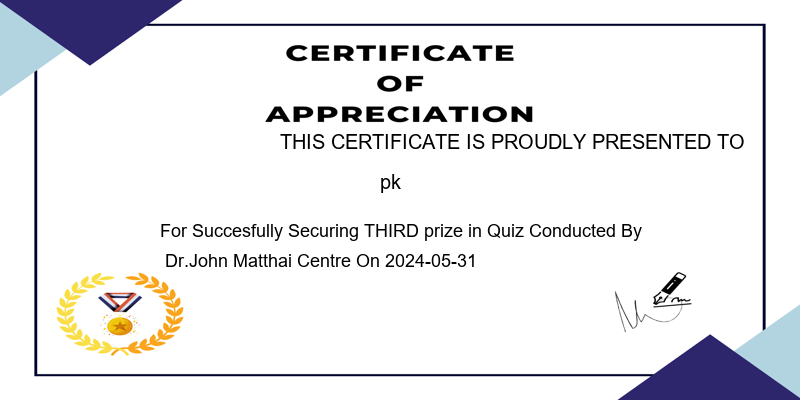 CERTIFICATE
OF
APPRECIATION
THIS CERTIFICATE IS PROUDLY PRESENTED TO
pk
For Succesfully Securing THIRD prize in Quiz Conducted By
Dr.John Matthai Centre On 2024-05-31